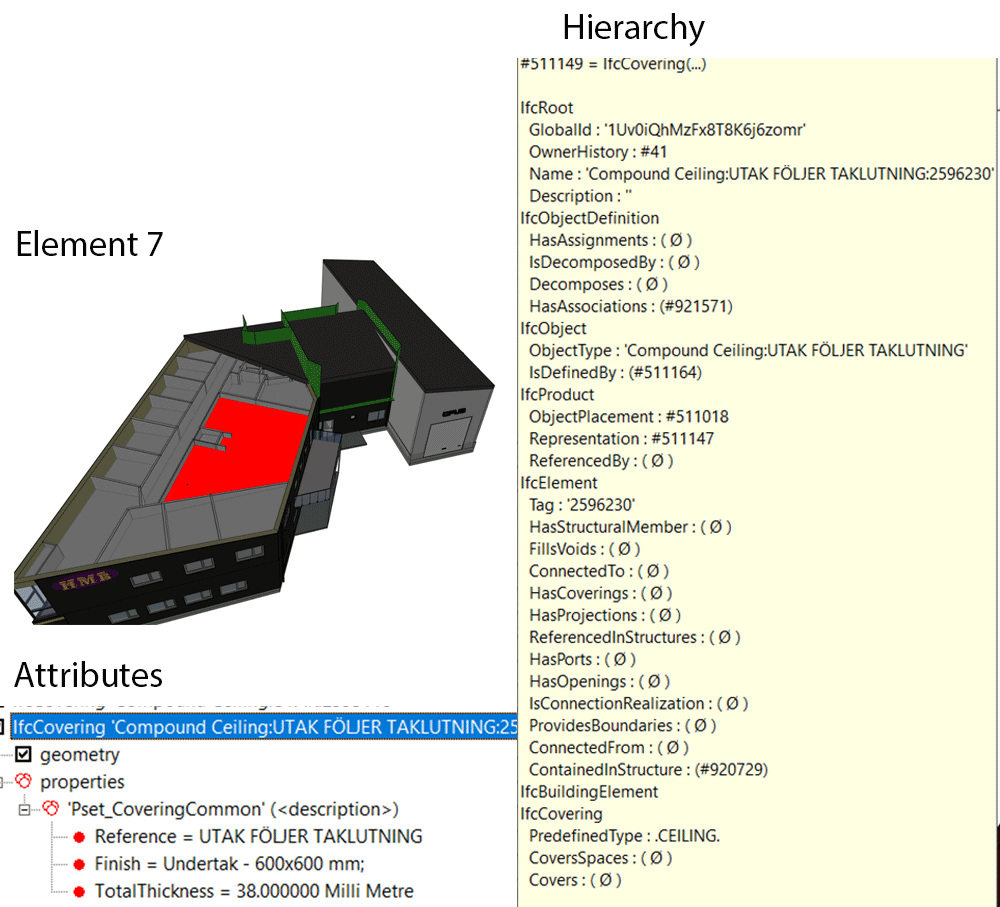 Hierarchy
#511149 = IfcCovering(...)
IfcRoot
GlobalId : '1Uv0iQhMzFx8T8K6j6zomr'
OwnerHistory : #41
Name : 'Compound Ceiling:UTAK FÖLJER TAKLUTNING:2596230'
Description : ''
IfcObjectDefinition
HasAssignments : ( Ø )
IsDecomposedBy : ( Ø )
Decomposes : ( Ø )
HasAssociations : (#921571)
IfcObject
ObjectType : 'Compound Ceiling:UTAK FÖLJER TAKLUTNING'
IsDefinedBy : (#511164)
IfcProduct
ObjectPlacement : #511018
Representation : #511147
ReferencedBy : ( Ø )
IfcElement
Tag : '2596230'
HasStructuralMember : ( Ø )
FillsVoids : ( Ø )
ConnectedTo : ( Ø )
HasCoverings : ( Ø )
HasProjections : ( Ø )
ReferencedInStructures : ( Ø )
HasPorts : ( Ø )
HasOpenings : ( Ø )
IsConnectionRealization : ( Ø )
ProvidesBoundaries : ( Ø )
ConnectedFrom : ( Ø )
ContainedInStructure : (#920729)
IfcBuildingElement
IfcCovering
PredefinedType : .CEILING.
CoversSpaces : ( Ø )
Covers : ( Ø )
Element 7
HMB
Attributes
IfcCovering 'Compound Ceiling:UTAK FÖLJER TAKLUTNING:25
geometry
properties
'Pset_CoveringCommon' (<description>)
Reference = UTAK FÖLJER TAKLUTNING
Finish = Undertak - 600x600 mm;
TotalThickness = 38.000000 Milli Metre